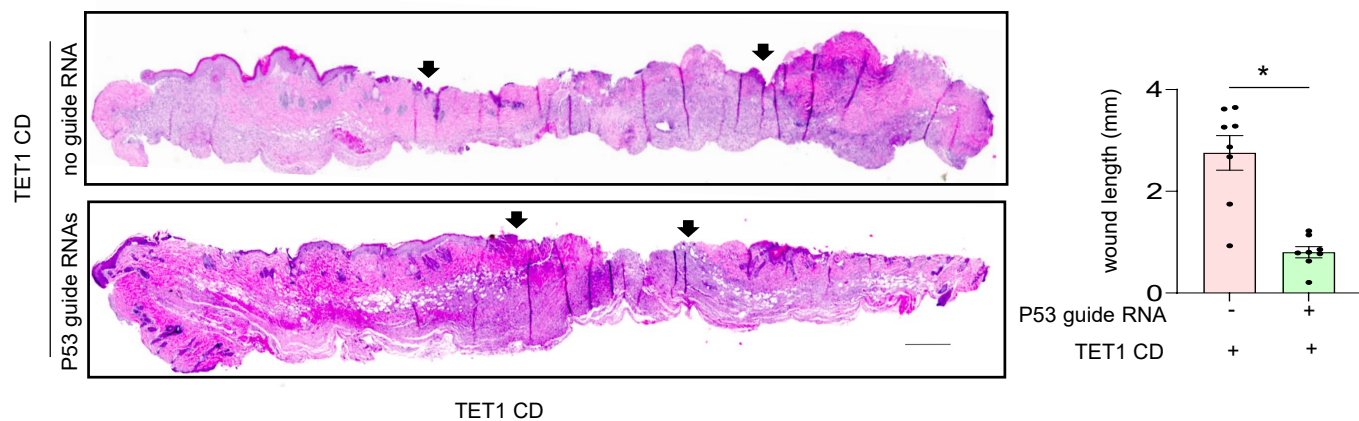 TET1 CD
no guide RNA
P53 guide RNAs
TET1 CD
wound length (mm)
4
2
0
*
P53 guide RNA - +
TET1 CD + +